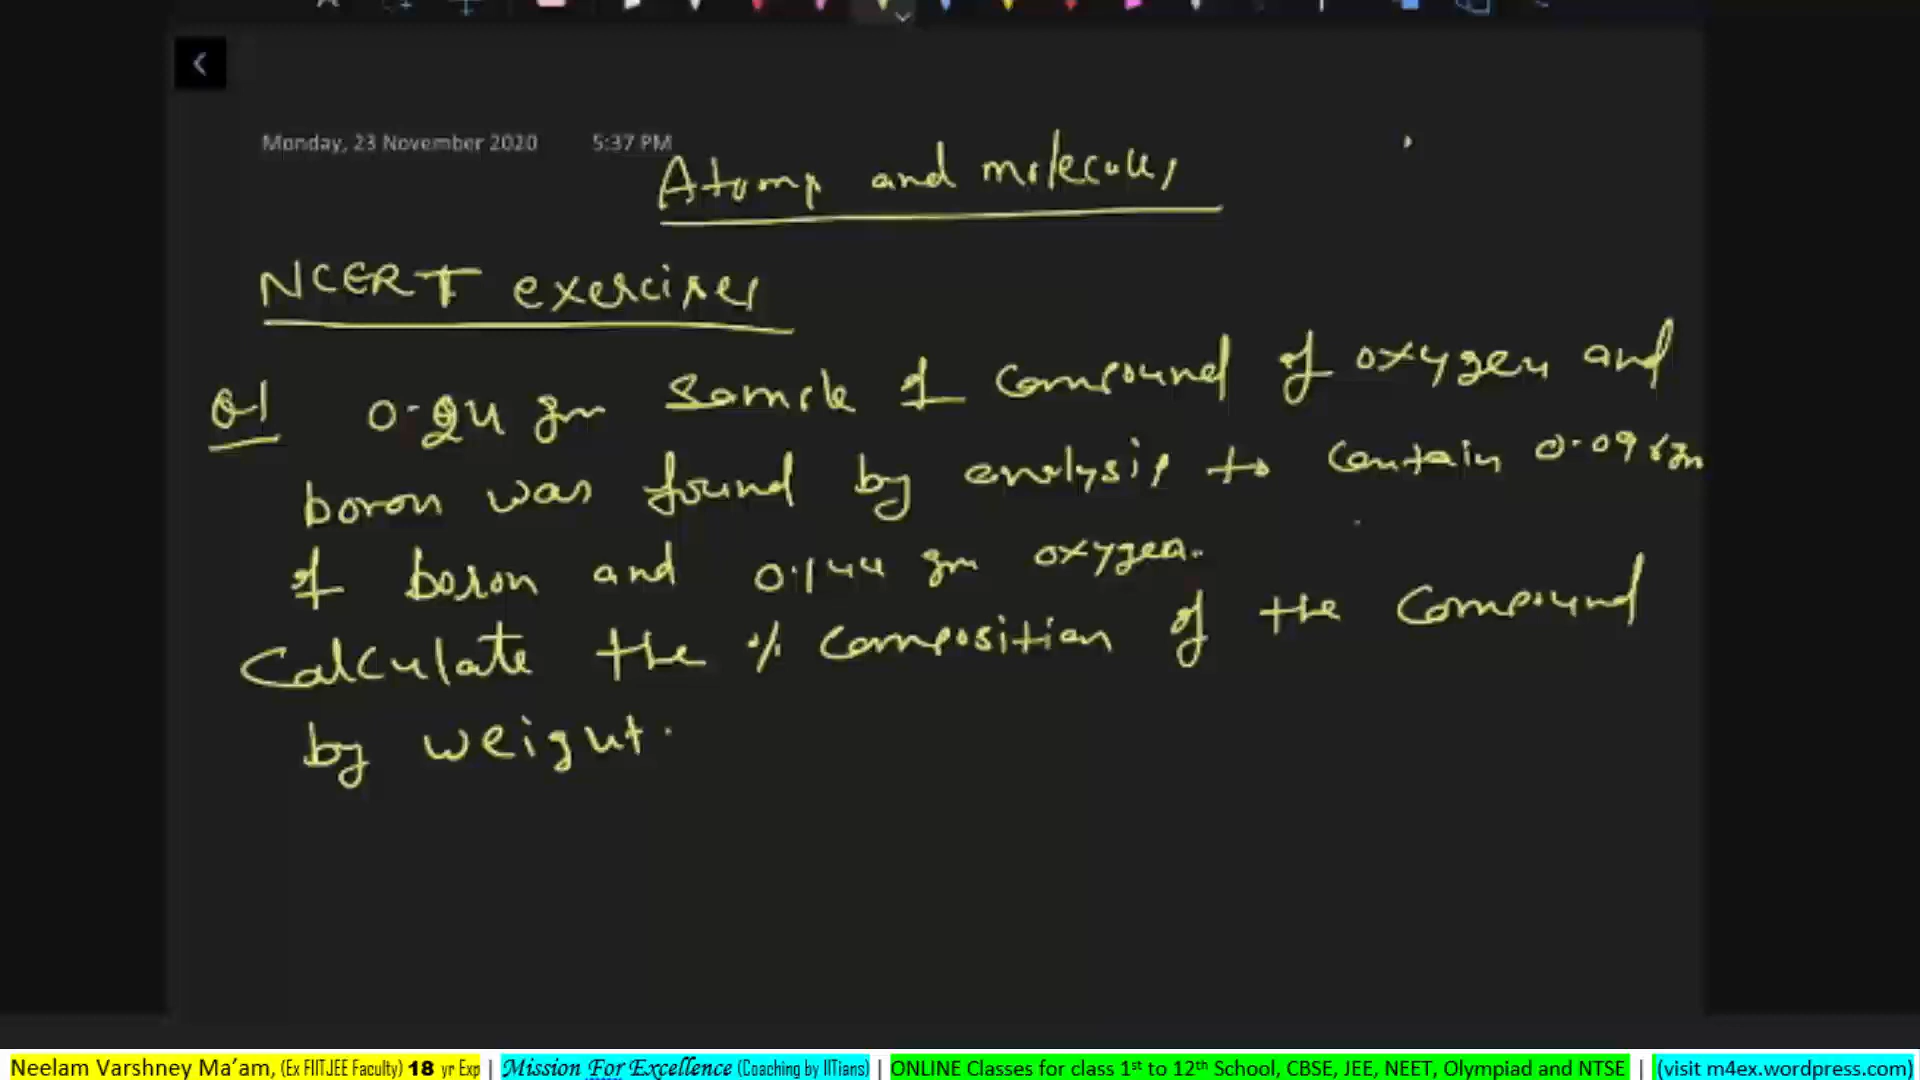 Monday, 23 November 2020 5:37 PM
Atoms and molecules
NCERT exercises
Q1 0.24 gm sample of compound of oxygen and
boron was found by analysis to contain 0.096 gm
of boron and 0.144 gm oxygen.
Calculate the % composition of the compound
by weight.
Neelam Varshney Ma’am, (Ex FIITJEE Faculty) 18 yr Exp | Mission For Excellence (Coaching by IITians) | ONLINE Classes for class 1st to 12th School, CBSE, JEE, NEET, Olympiad and NTSE | (visit m4ex.wordpress.com)